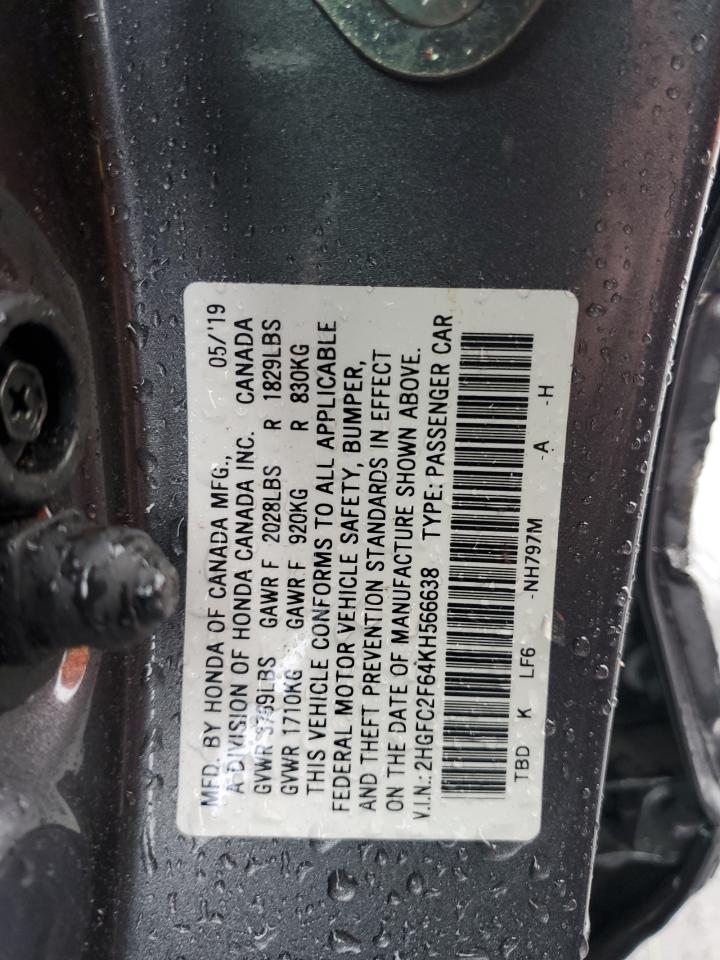 MFD. BY HONDA OF CANADA MFG., 05/'19
A DIVISION OF HONDA CANADA INC. CANADA
GVWR 3799LBS GAWR F 2028LBS R 1829LBS
GVWR 1710KG GAWR F 920KG R 830KG
THIS VEHICLE CONFORMS TO ALL APPLICABLE
FEDERAL MOTOR VEHICLE SAFETY, BUMPER,
AND THEFT PREVENTION STANDARDS IN EFFECT
ON THE DATE OF MANUFACTURE SHOWN ABOVE.
V.I.N.: 2HGFC2F64KH566638 TYPE: PASSENGER CAR
TBD K LF6 -NH797M -A -H